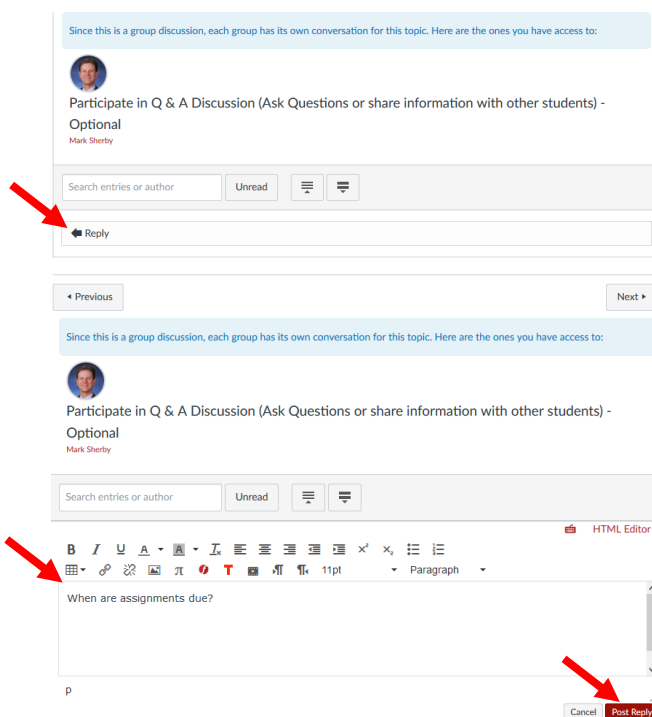 Since this is a group discussion, each group has its own conversation for this topic. Here are the ones you have access to:
Participate in Q & A Discussion (Ask Questions or share information with other students) -
Optional
Mark Sherby
Search entries or author Unread
Reply
Previous Next
Since this is a group discussion, each group has its own conversation for this topic. Here are the ones you have access to:
Participate in Q & A Discussion (Ask Questions or share information with other students) -
Optional
Mark Sherby
Search entries or author Unread
HTML Editor
B I U A A Ix x² x₂
π T ¶ ¶ 11pt Paragraph
When are assignments due?
p
Cancel Post Reply